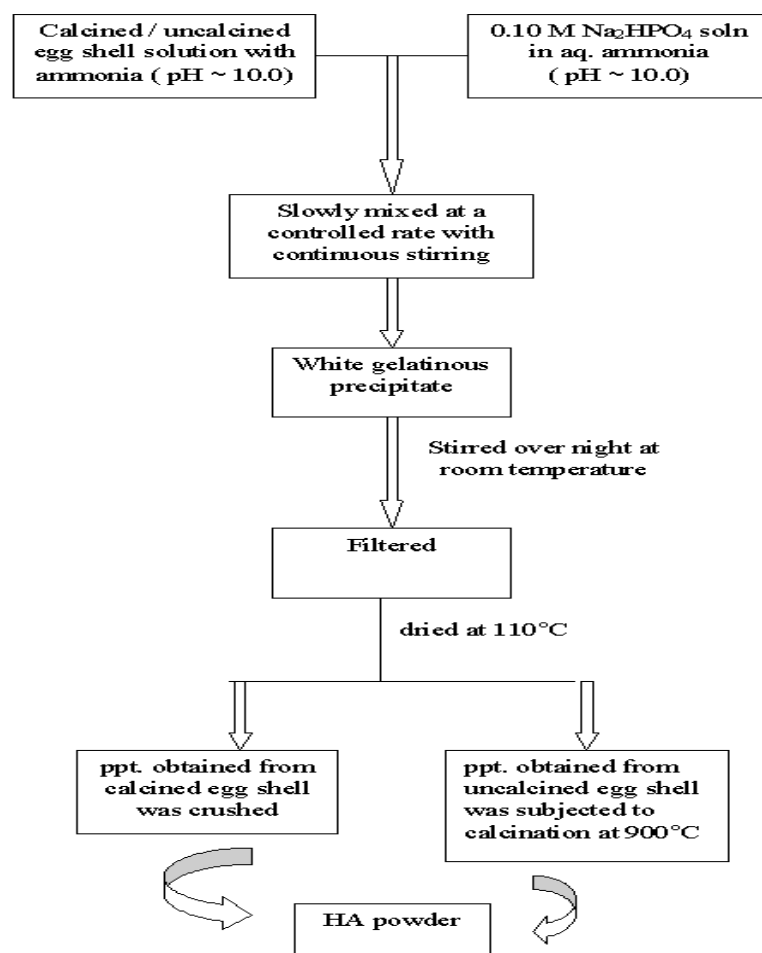 Calcined / uncalcined
egg shell solution with
ammonia ( pH ~ 10.0)
0.10 M Na₂HPO₄ soln
in aq. ammonia
( pH ~ 10.0)
Slowly mixed at a
controlled rate with
continuous stirring
White gelatinous
precipitate
Stirred over night at
room temperature
Filtered
dried at 110°C
ppt. obtained from
calcined egg shell
was crushed
ppt. obtained from
uncalcined egg shell
was subjected to
calcination at 900°C
HA powder